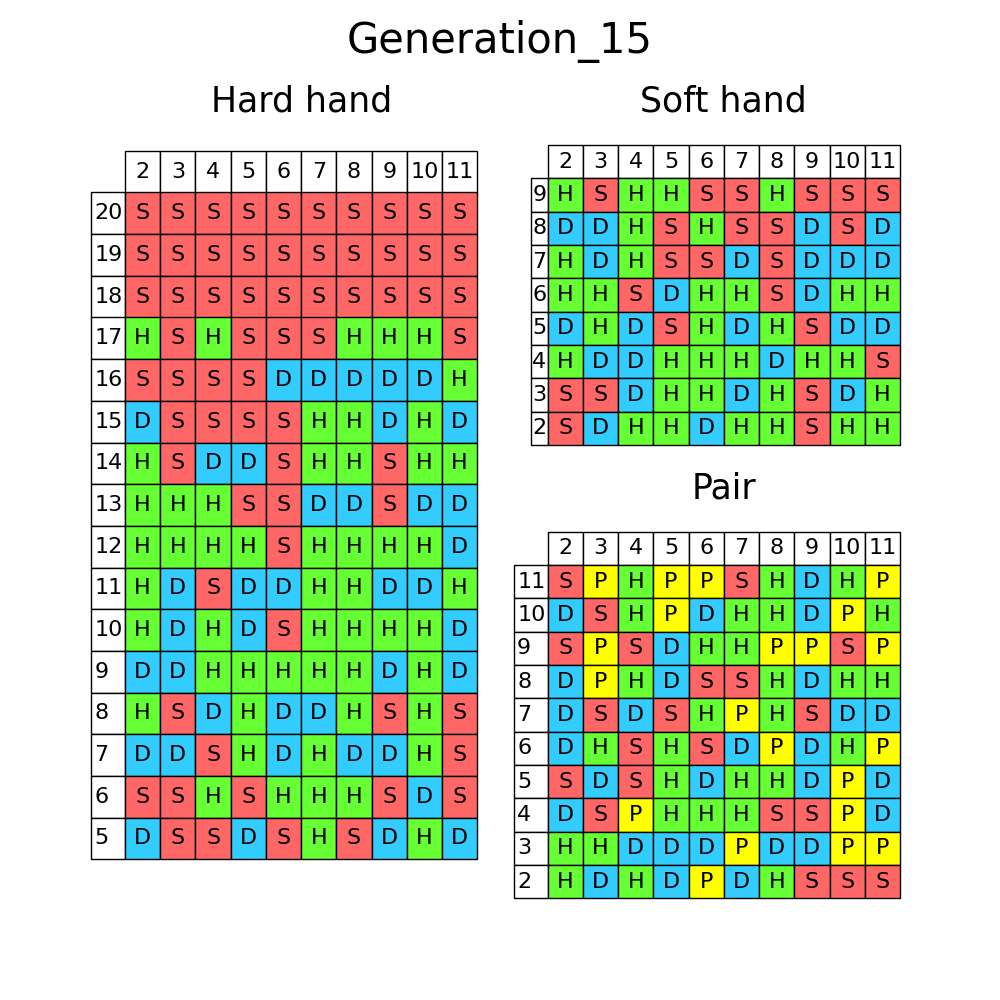 Generation_15
Hard hand
2 3 4 5 6 7 8 9 10 11
20 S S S S S S S S S S
19 S S S S S S S S S S
18 S S S S S S S S S S
17 H S H S S S H H H S
16 S S S S D D D D D H
15 D S S S S H H D H D
14 H S D D S H H S H H
13 H H H S S D D S D D
12 H H H H S H H H H D
11 H D S D D H H D D H
10 H D H D S H H H H D
9 D D H H H H H D H D
8 H S D H D D H S H S
7 D D S H D H D D H S
6 S S H S H H H S D S
5 D S S D S H S D H D
Soft hand
2 3 4 5 6 7 8 9 10 11
9 H S H H S S H S S S
8 D D H S H S S D S D
7 H D H S S D S D D D
6 H H S D H H S D H H
5 D H D S H D H S D D
4 H D D H H H D H H S
3 S S D H H D H S D H
2 S D H H D H H S H H
Pair
2 3 4 5 6 7 8 9 10 11
11 S P H P P S H D H P
10 D S H P D H H D P H
9 S P S D H H P P S P
8 D P H D S S H D H H
7 D S D S H P H S D D
6 D H S H S D P D H P
5 S D S H D H H D P D
4 D S P H H H S S P D
3 H H D D D P D D P P
2 H D H D P D H S S S